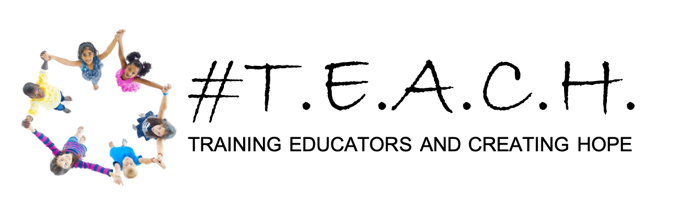 #T.E.A.C.H.
TRAINING EDUCATORS AND CREATING HOPE